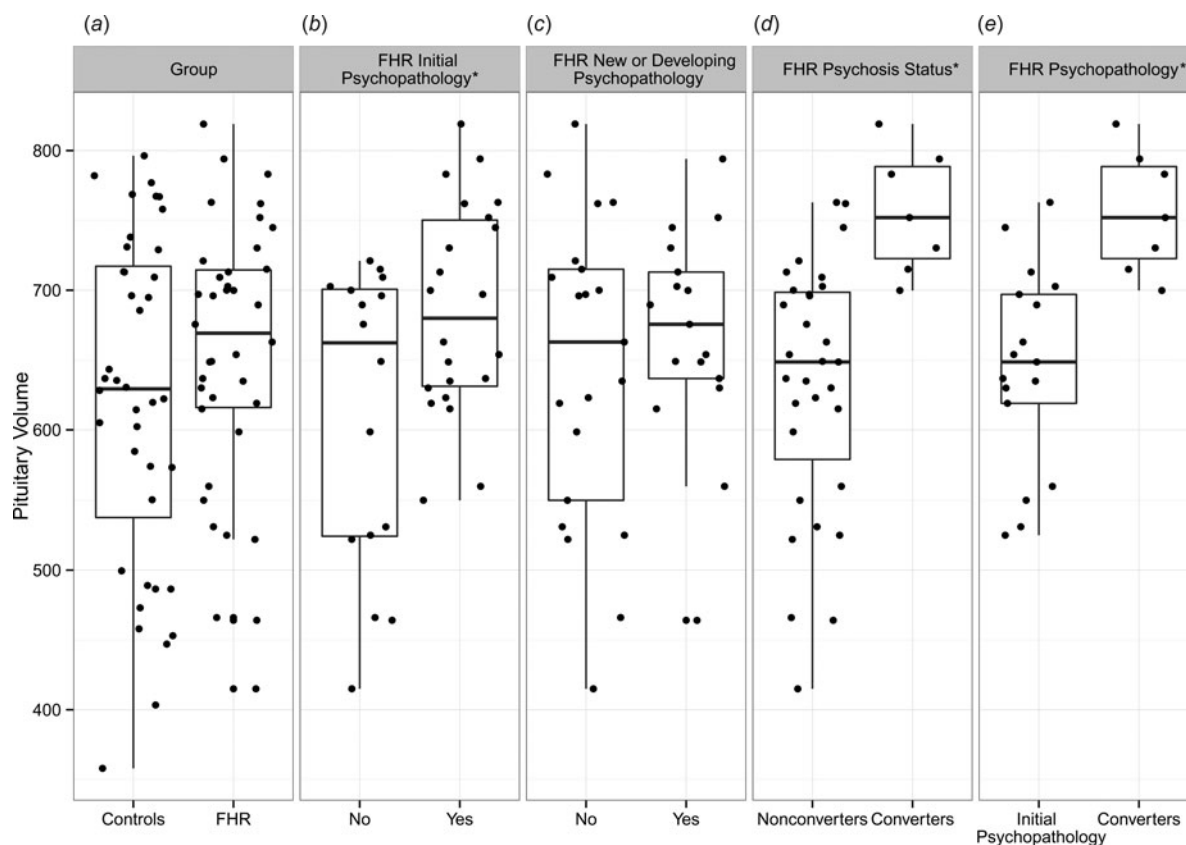 (a)
(b)
(c)
(d)
(e)
Group
FHR Initial
Psychopathology*
FHR New or Developing
Psychopathology
FHR Psychosis Status*
FHR Psychopathology*
Pituitary Volume
800
700
600
500
400
Controls
FHR
No
Yes
No
Yes
Nonconverters
Converters
Initial
Psychopathology
Converters